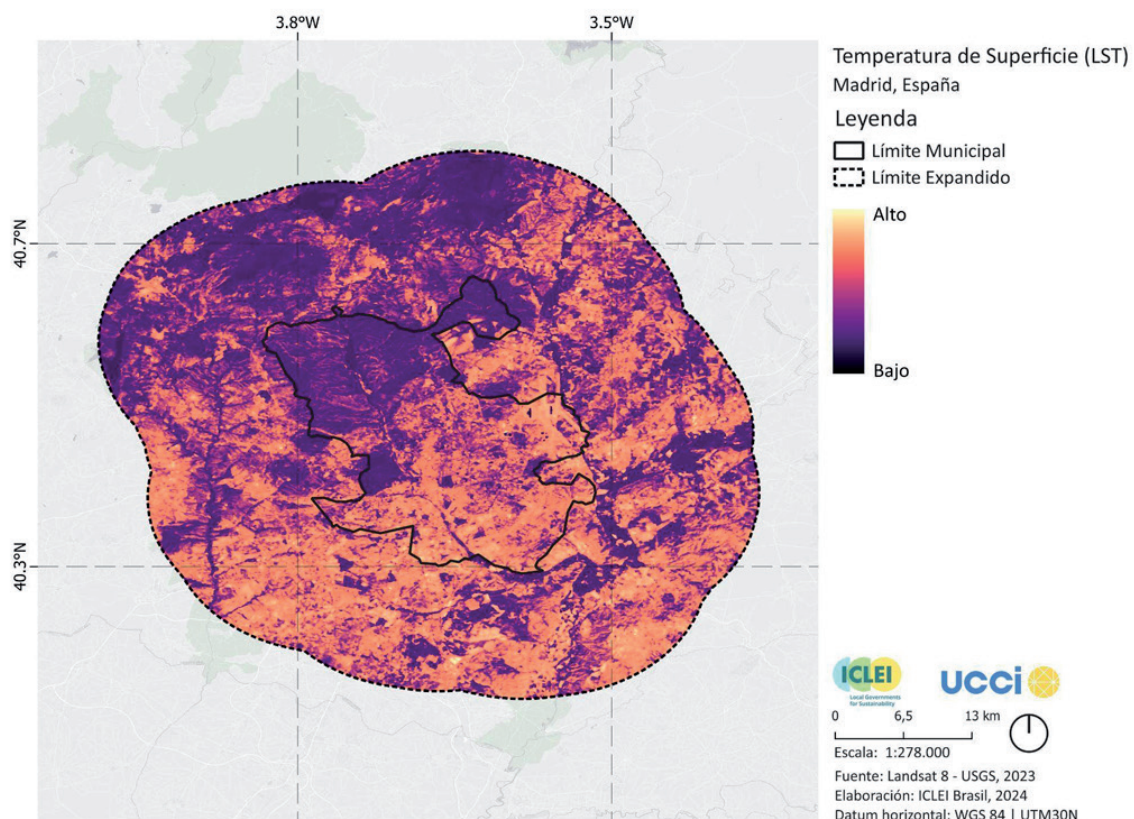 3.8°W
3.5°W
40.7°N
40.3°N
Temperatura de Superficie (LST)
Madrid, España
Leyenda
Límite Municipal
Límite Expandido
Alto
Bajo
ICLEI
Local Governments
for Sustainability
UCCi
0 6,5 13 km
Escala: 1:278.000
Fuente: Landsat 8 - USGS, 2023
Elaboración: ICLEI Brasil, 2024
Datum horizontal: WGS 84 | UTM30N